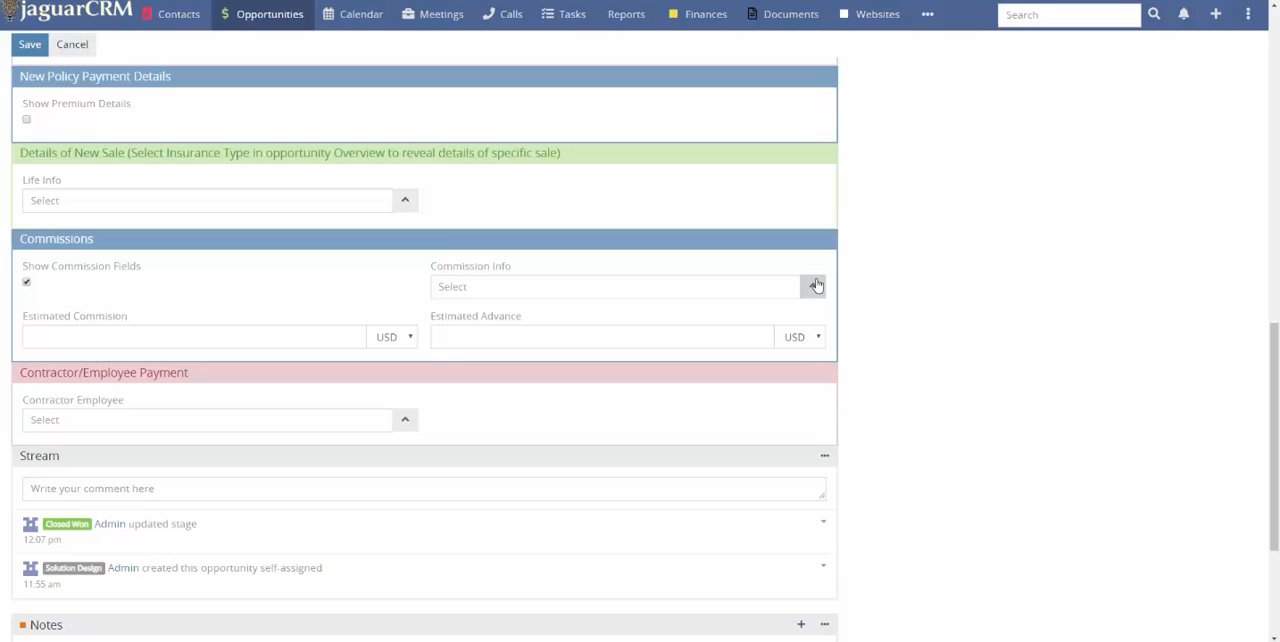 jaguarCRM Contacts $ Opportunities Calendar Meetings Calls Tasks Reports Finances Documents Websites ••• Search
Save Cancel
New Policy Payment Details
Show Premium Details
Details of New Sale (Select Insurance Type in opportunity Overview to reveal details of specific sale)
Life Info
Select
Commissions
Show Commission Fields Commission Info
Select
Estimated Commision Estimated Advance
USD USD
Contractor/Employee Payment
Contractor Employee
Select
Stream •••
Write your comment here
Closed Won Admin updated stage
12:07 pm
Solution Design Admin created this opportunity self-assigned
11:55 am
Notes + •••